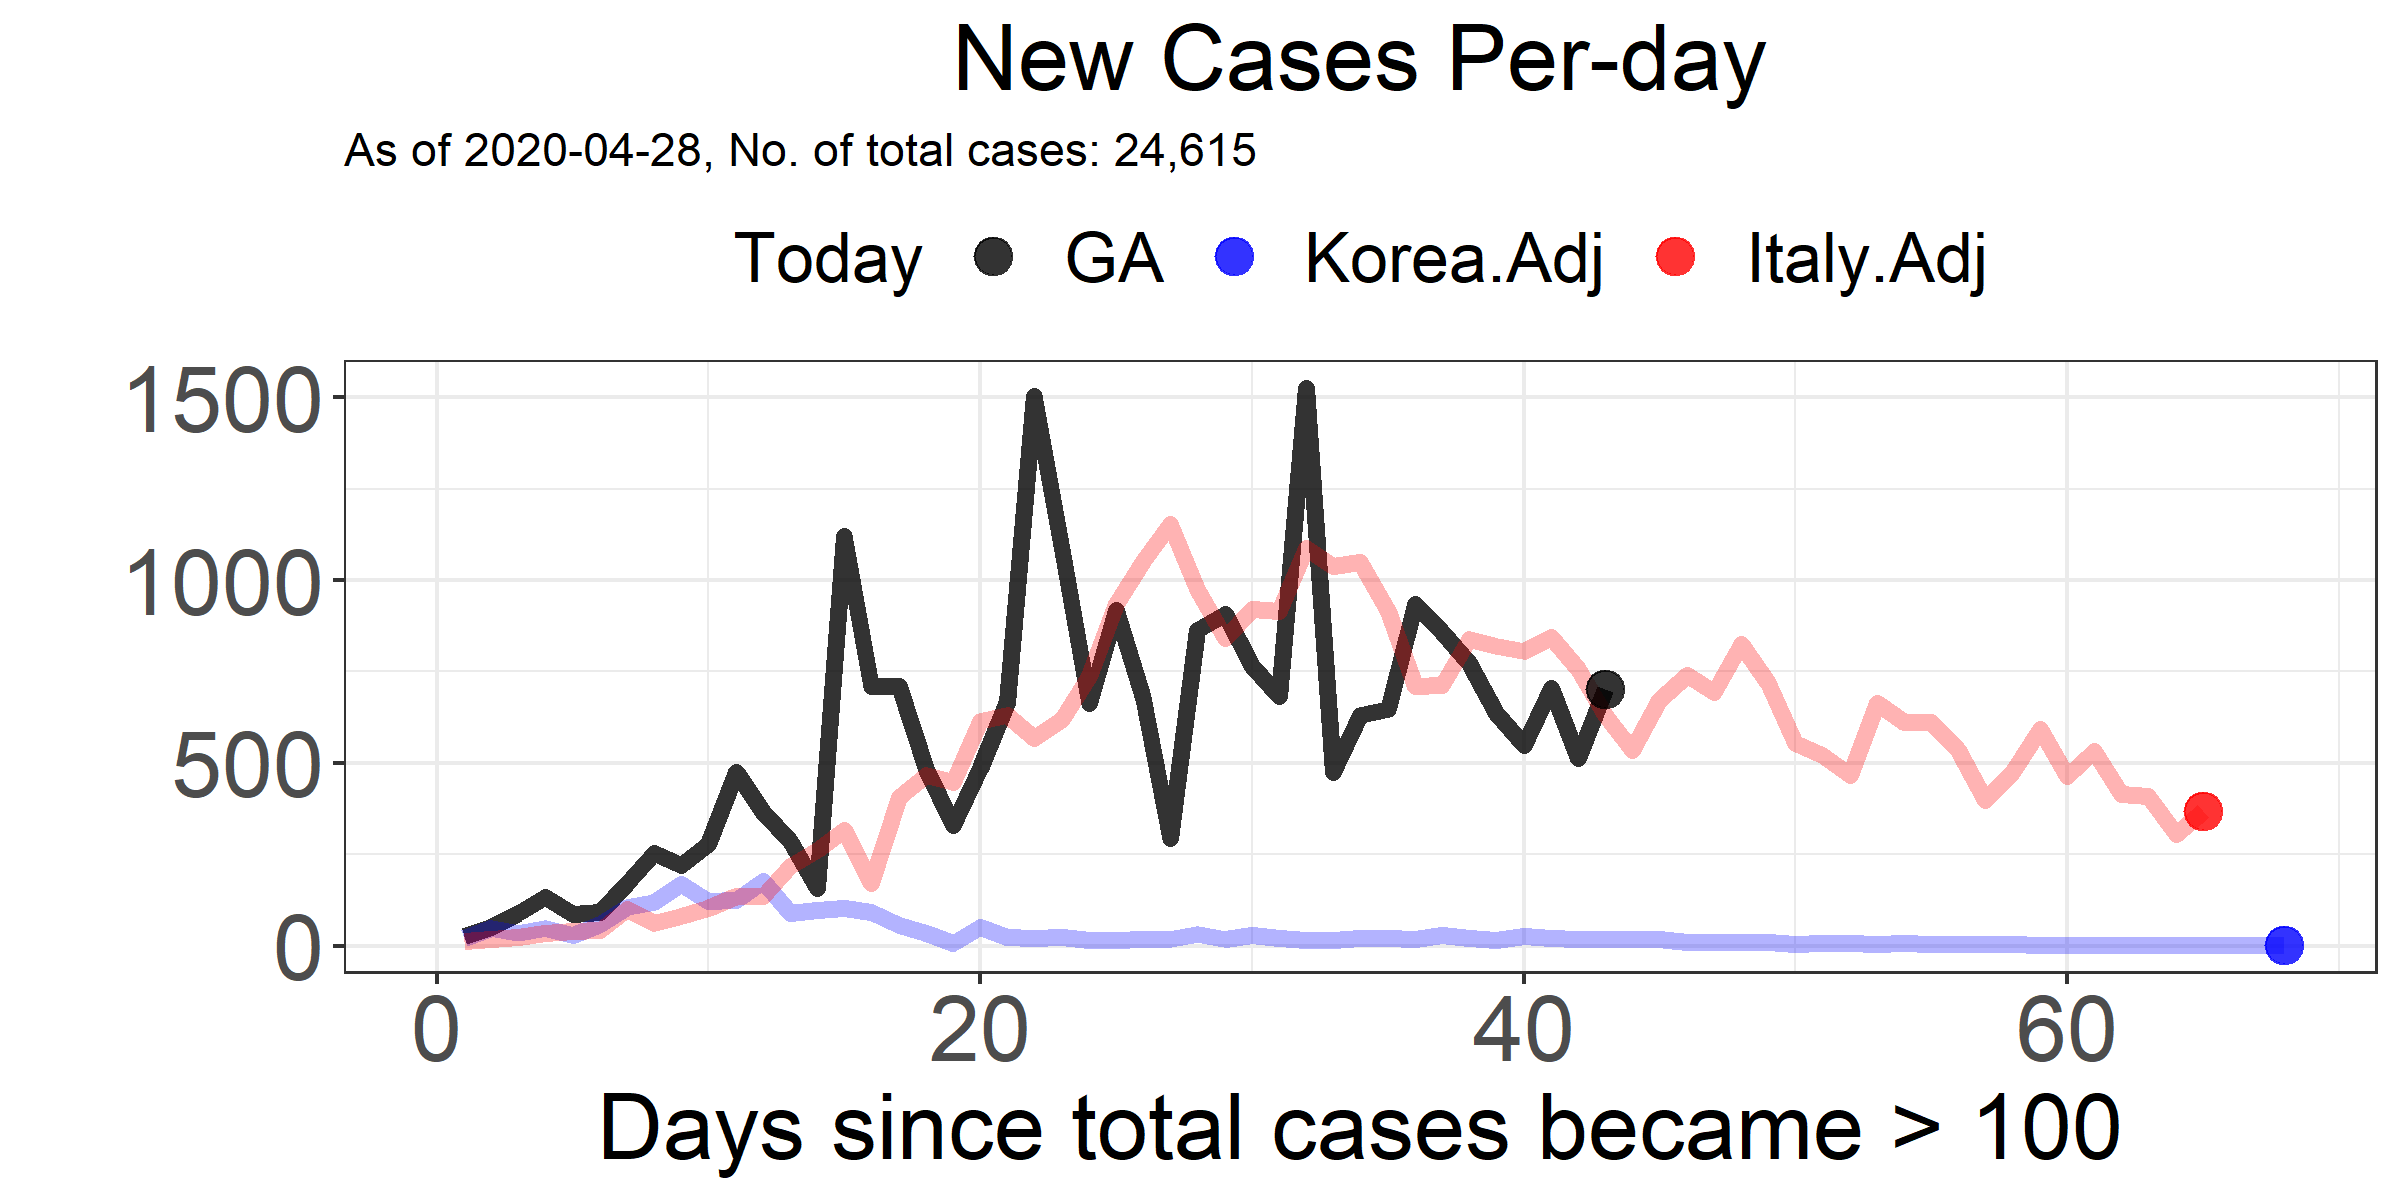 New Cases Per-day
As of 2020-04-28, No. of total cases: 24,615
Today GA Korea.Adj Italy.Adj
1500
1000
500
0
0 20 40 60
Days since total cases became > 100